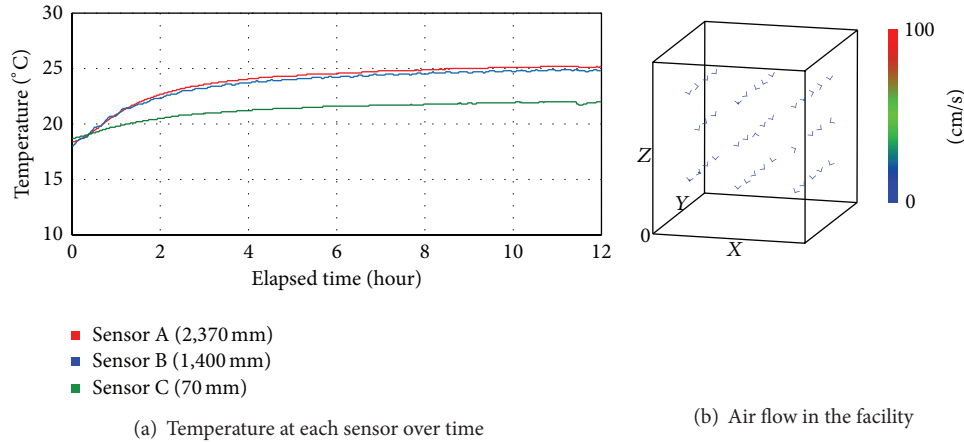 30
25
20
15
10
Temperature (°C)
0 2 4 6 8 10 12
Elapsed time (hour)
Sensor A (2,370 mm)
Sensor B (1,400 mm)
Sensor C (70 mm)
(a) Temperature at each sensor over time
Z
Y
0
X
100
0
(cm/s)
(b) Air flow in the facility